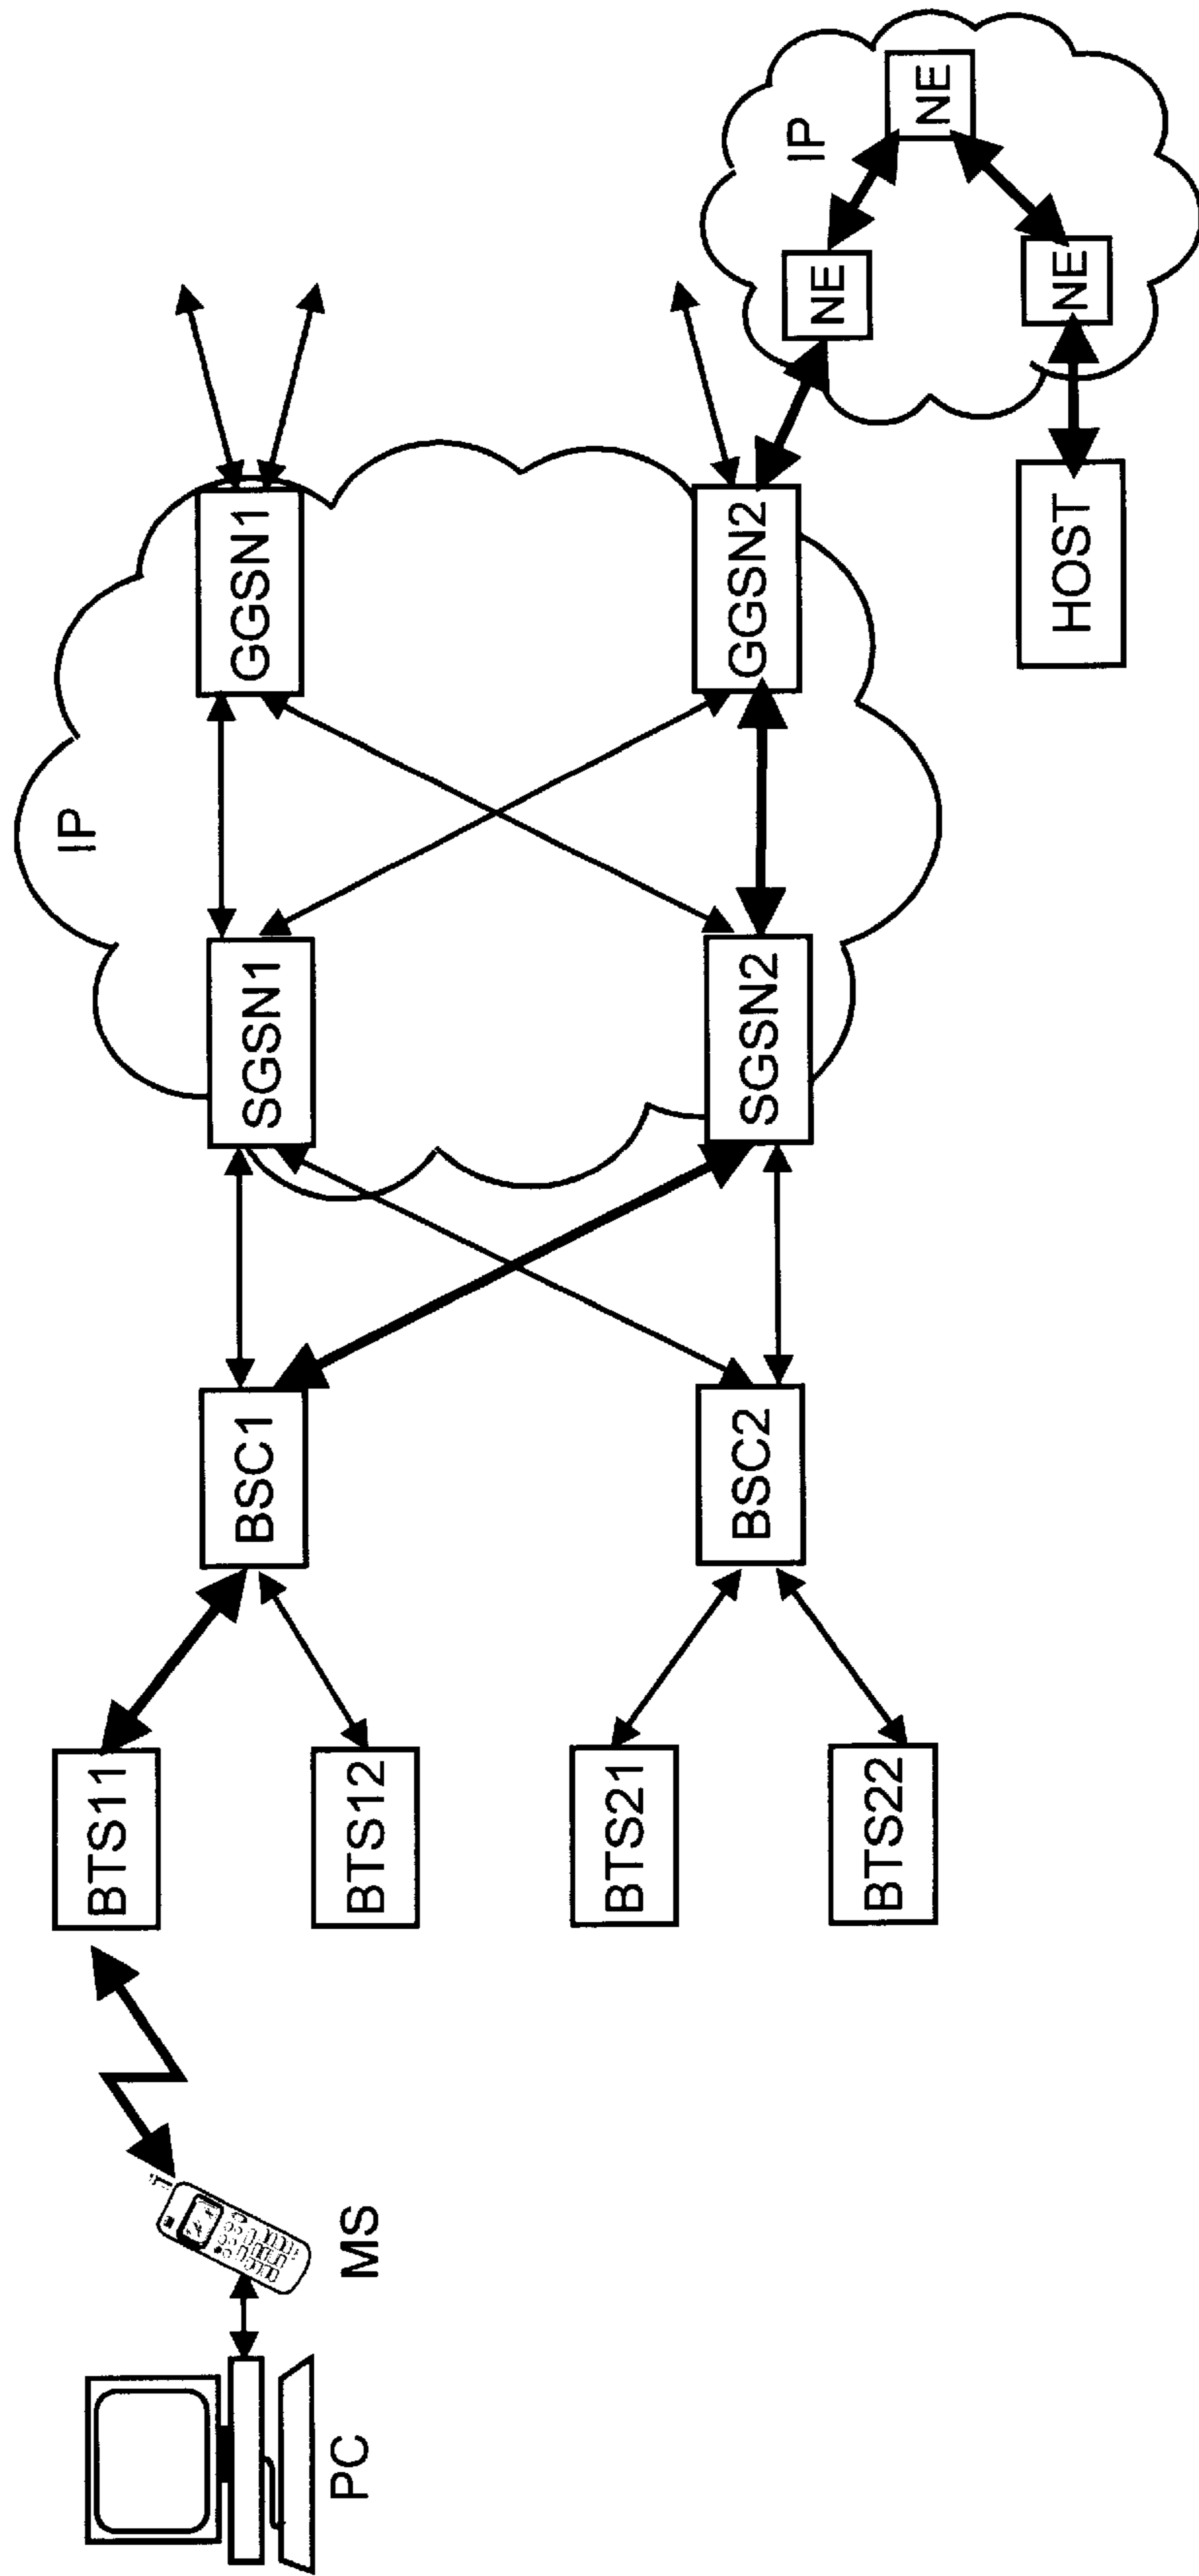 PC
MS
BTS11
BTS12
BTS21
BTS22
BSC1
BSC2
SGSN1
SGSN2
IP
GGSN1
GGSN2
HOST
NE
NE
NE
IP